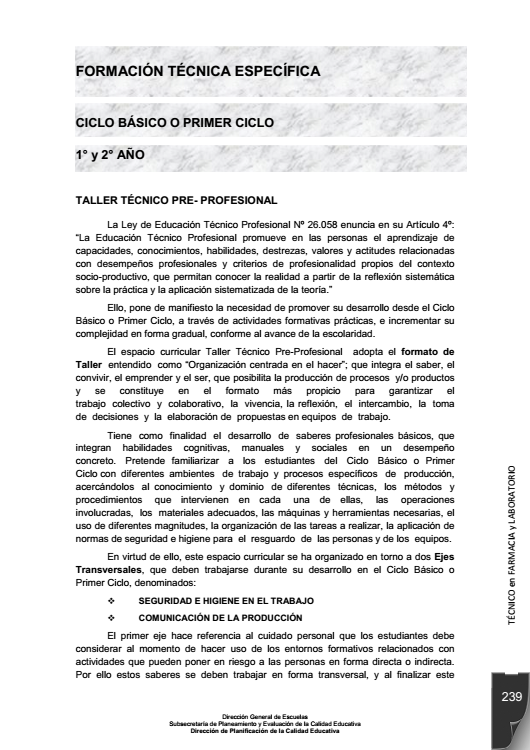 FORMACIÓN TÉCNICA ESPECÍFICA
CICLO BÁSICO O PRIMER CICLO
1° y 2° AÑO
TALLER TÉCNICO PRE- PROFESIONAL
La Ley de Educación Técnico Profesional Nº 26.058 enuncia en su Artículo 4º:
“La Educación Técnico Profesional promueve en las personas el aprendizaje de
capacidades, conocimientos, habilidades, destrezas, valores y actitudes relacionadas
con desempeños profesionales y criterios de profesionalidad propios del contexto
socio-productivo, que permitan conocer la realidad a partir de la reflexión sistemática
sobre la práctica y la aplicación sistematizada de la teoría.”
Ello, pone de manifiesto la necesidad de promover su desarrollo desde el Ciclo
Básico o Primer Ciclo, a través de actividades formativas prácticas, e incrementar su
complejidad en forma gradual, conforme al avance de la escolaridad.
El espacio curricular Taller Técnico Pre-Profesional adopta el formato de
Taller entendido como “Organización centrada en el hacer”; que integra el saber, el
convivir, el emprender y el ser, que posibilita la producción de procesos y/o productos
y se constituye en el formato más propicio para garantizar el
trabajo colectivo y colaborativo, la vivencia, la reflexión, el intercambio, la toma
de decisiones y la elaboración de propuestas en equipos de trabajo.
Tiene como finalidad el desarrollo de saberes profesionales básicos, que
integran habilidades cognitivas, manuales y sociales en un desempeño
concreto. Pretende familiarizar a los estudiantes del Ciclo Básico o Primer
Ciclo con diferentes ambientes de trabajo y procesos específicos de producción,
acercándolos al conocimiento y dominio de diferentes técnicas, los métodos y
procedimientos que intervienen en cada una de ellas, las operaciones
involucradas, los materiales adecuados, las máquinas y herramientas necesarias, el
uso de diferentes magnitudes, la organización de las tareas a realizar, la aplicación de
normas de seguridad e higiene para el resguardo de las personas y de los equipos.
En virtud de ello, este espacio curricular se ha organizado en torno a dos Ejes
Transversales, que deben trabajarse durante su desarrollo en el Ciclo Básico o
Primer Ciclo, denominados:
❖ SEGURIDAD E HIGIENE EN EL TRABAJO
❖ COMUNICACIÓN DE LA PRODUCCIÓN
El primer eje hace referencia al cuidado personal que los estudiantes debe
considerar al momento de hacer uso de los entornos formativos relacionados con
actividades que pueden poner en riesgo a las personas en forma directa o indirecta.
Por ello estos saberes se deben trabajar en forma transversal, y al finalizar este
TÉCNICO en FARMACIA y LABORATORIO
239
Dirección General de Escuelas
Subsecretaría de Planeamiento y Evaluación de la Calidad Educativa
Dirección de Planificación de la Calidad Educativa